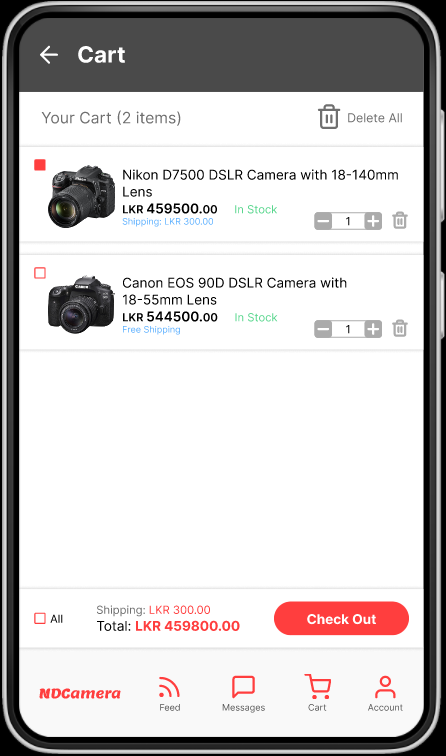 Cart
Your Cart (2 items)
Delete All
Nikon D7500 DSLR Camera with 18-140mm
Lens
LKR 459500.00 In Stock
Shipping: LKR 300.00
1
Canon EOS 90D DSLR Camera with
18-55mm Lens
LKR 544500.00 In Stock
Free Shipping
1
All
Shipping: LKR 300.00
Total: LKR 459800.00
Check Out
NDCamera
Feed
Messages
Cart
Account